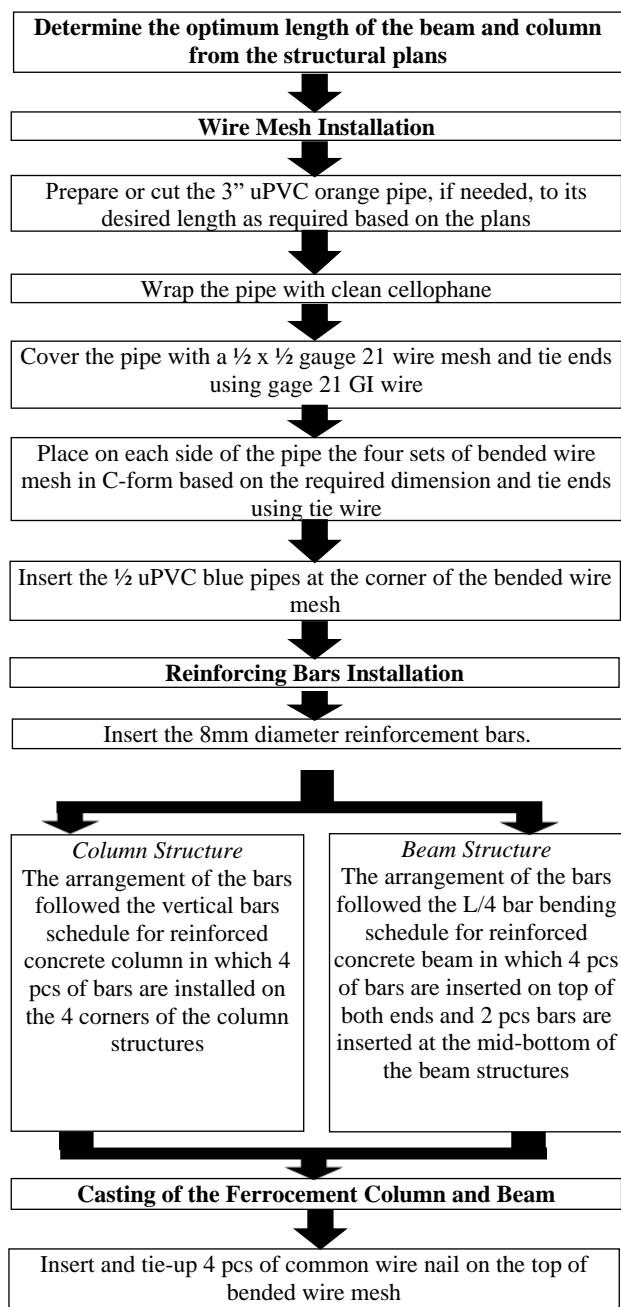 Determine the optimum length of the beam and column
from the structural plans
Wire Mesh Installation
Prepare or cut the 3” uPVC orange pipe, if needed, to its
desired length as required based on the plans
Wrap the pipe with clean cellophane
Cover the pipe with a ½ x ½ gauge 21 wire mesh and tie ends
using gage 21 GI wire
Place on each side of the pipe the four sets of bended wire
mesh in C-form based on the required dimension and tie ends
using tie wire
Insert the ½ uPVC blue pipes at the corner of the bended wire
mesh
Reinforcing Bars Installation
Insert the 8mm diameter reinforcement bars.
Column Structure
The arrangement of the bars
followed the vertical bars
schedule for reinforced
concrete column in which 4
pcs of bars are installed on
the 4 corners of the column
structures
Beam Structure
The arrangement of the bars
followed the L/4 bar bending
schedule for reinforced
concrete beam in which 4 pcs
of bars are inserted on top of
both ends and 2 pcs bars are
inserted at the mid-bottom of
the beam structures
Casting of the Ferrocement Column and Beam
Insert and tie-up 4 pcs of common wire nail on the top of
bended wire mesh